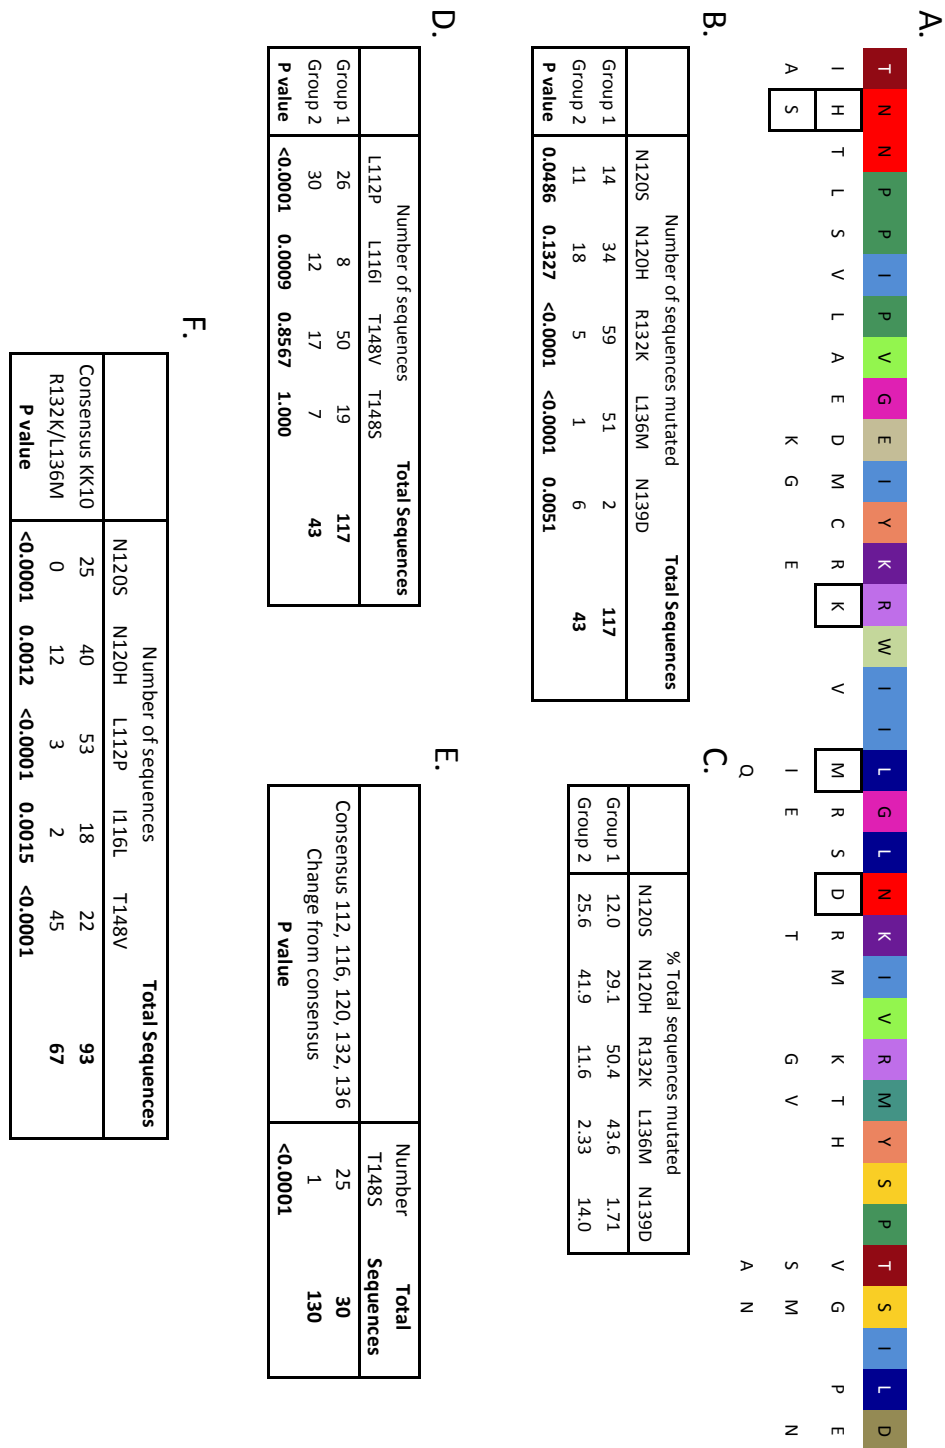 A.
T N N P P I P V G E I Y K R W I I L G L N K I V R M Y S P T S I L D
I H T L S V L A E D M C R K V M R S D R M K T H V G P E
A S K G E I E T G V S M N
Q A N
B.
Number of sequences mutated Total Sequences
N120S N120H R132K L136M N139D
Group 1 14 34 59 51 2 117
Group 2 11 18 5 1 6 43
P value 0.0486 0.1327 <0.0001 <0.0001 0.0051
C.
% Total sequences mutated
N120S N120H R132K L136M N139D
Group 1 12.0 29.1 50.4 43.6 1.71
Group 2 25.6 41.9 11.6 2.33 14.0
D.
Number of sequences Total Sequences
L112P L116I T148V T148S
Group 1 26 8 50 19 117
Group 2 30 12 17 7 43
P value <0.0001 0.0009 0.8567 1.000
E.
Number Total
T148S Sequences
Consensus 112, 116, 120, 132, 136 25 30
Change from consensus 1 130
P value <0.0001
F.
Number of sequences Total Sequences
N120S N120H L112P I116L T148V
Consensus KK10 25 40 53 18 22 93
R132K/L136M 0 12 3 2 45 67
P value <0.0001 0.0012 <0.0001 0.0015 <0.0001